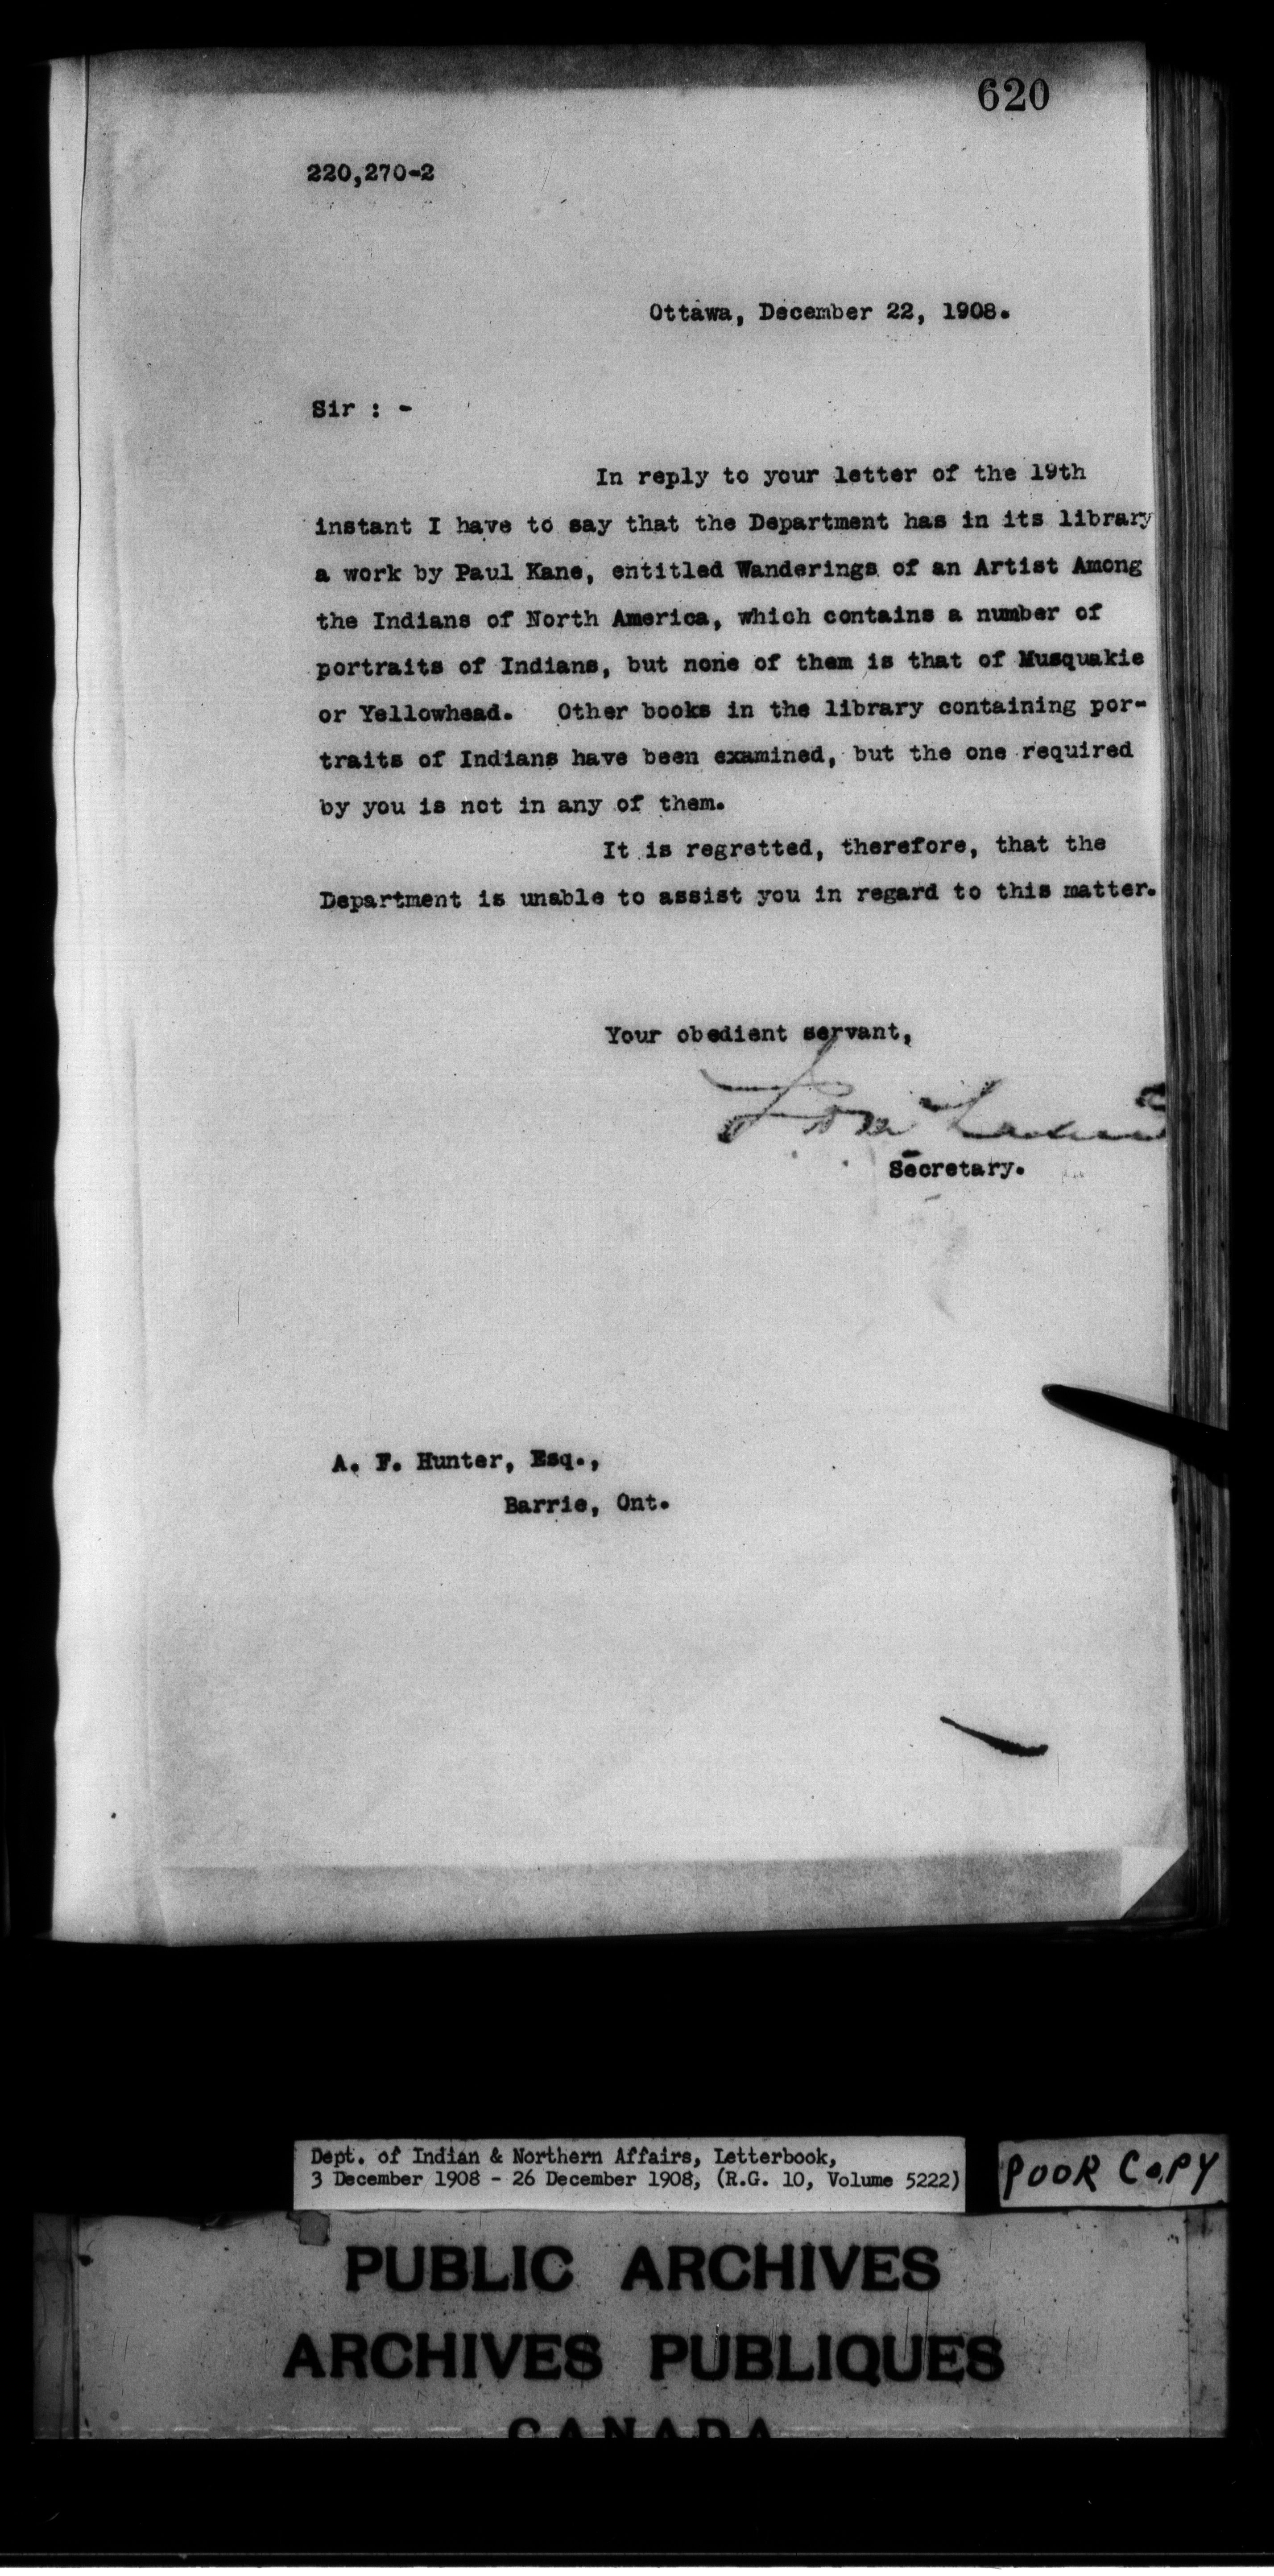 620
220,270-2
Ottawa, December 22, 1908.
Sir : -
In reply to your letter of the 19th
instant I have to say that the Department has in its library
a work by Paul Kane, entitled Wanderings of an Artist Among
the Indians of North America, which contains a number of
portraits of Indians, but none of them is that of Musquakie
or Yellowhead. Other books in the library containing por-
traits of Indians have been examined, but the one required
by you is not in any of them.
It is regretted, therefore, that the
Department is unable to assist you in regard to this matter.
Your obedient servant,
Secretary.
A. F. Hunter, Esq.,
Barrie, Ont.
Dept. of Indian & Northern Affairs, Letterbook,
3 December 1908 - 26 December 1908, (R.G. 10, Volume 5222)
POOR COPY
PUBLIC ARCHIVES
ARCHIVES PUBLIQUES
CANADA